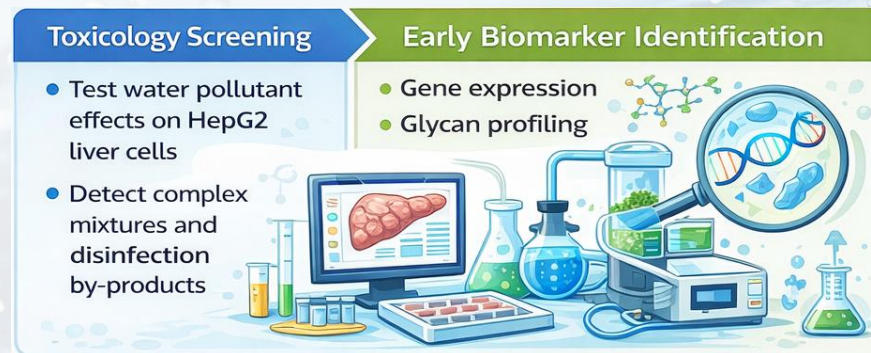 Toxicology Screening
Early Biomarker Identification
• Test water pollutant
effects on HepG2
liver cells
• Detect complex
mixtures and
disinfection
by-products
• Gene expression
• Glycan profiling